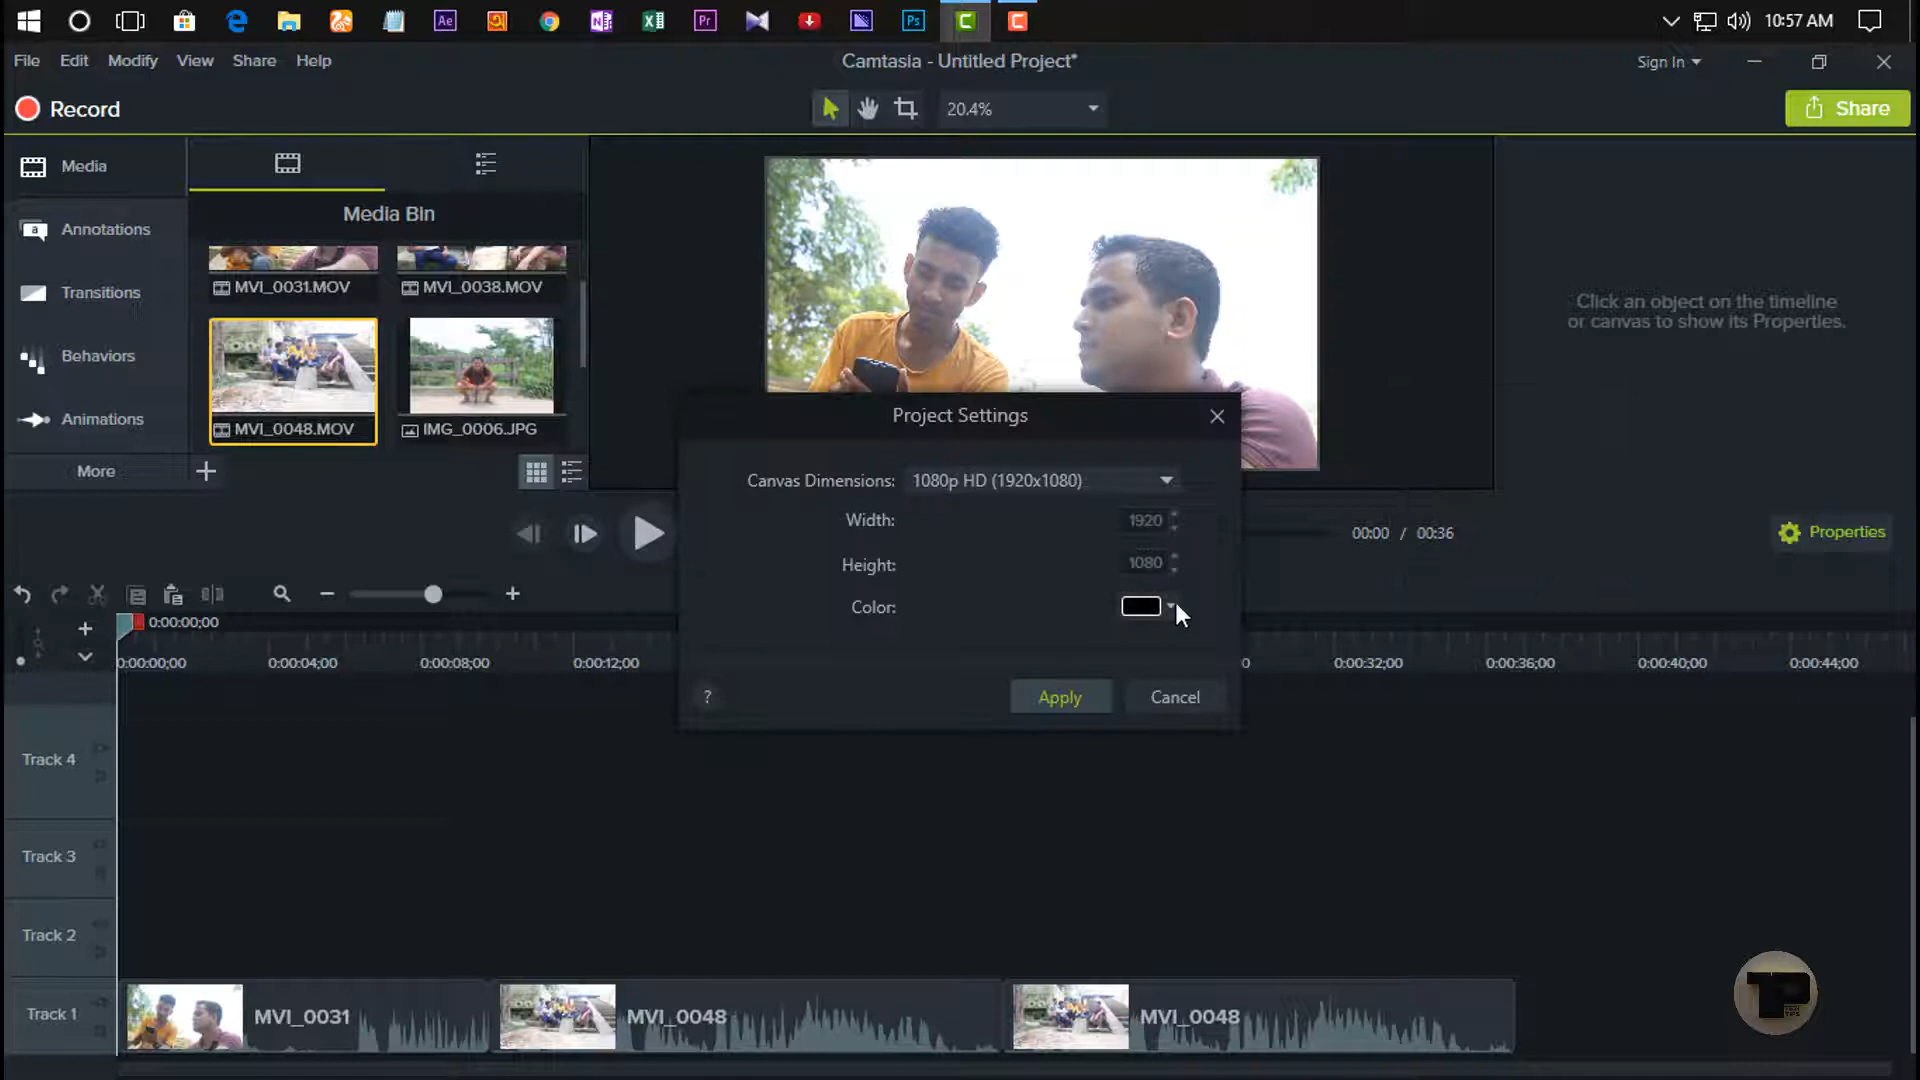 10:57 AM
File Edit Modify View Share Help
Camtasia - Untitled Project*
Sign In
Record
20.4%
Share
Media
Annotations
Transitions
Behaviors
Animations
More
Media Bin
MVI_0031.MOV
MVI_0038.MOV
MVI_0048.MOV
IMG_0006.JPG
Click an object on the timeline
or canvas to show its Properties.
Project Settings
Canvas Dimensions: 1080p HD (1920x1080)
Width: 1920
Height: 1080
Color:
? Apply Cancel
00:00 / 00:36
Properties
0:00:00;00
0:00:00;00 0:00:04;00 0:00:08;00 0:00:12;00 0 0:00:32;00 0:00:36;00 0:00:40;00 0:00:44;00
Track 4
Track 3
Track 2
Track 1
MVI_0031
MVI_0048
MVI_0048
TP